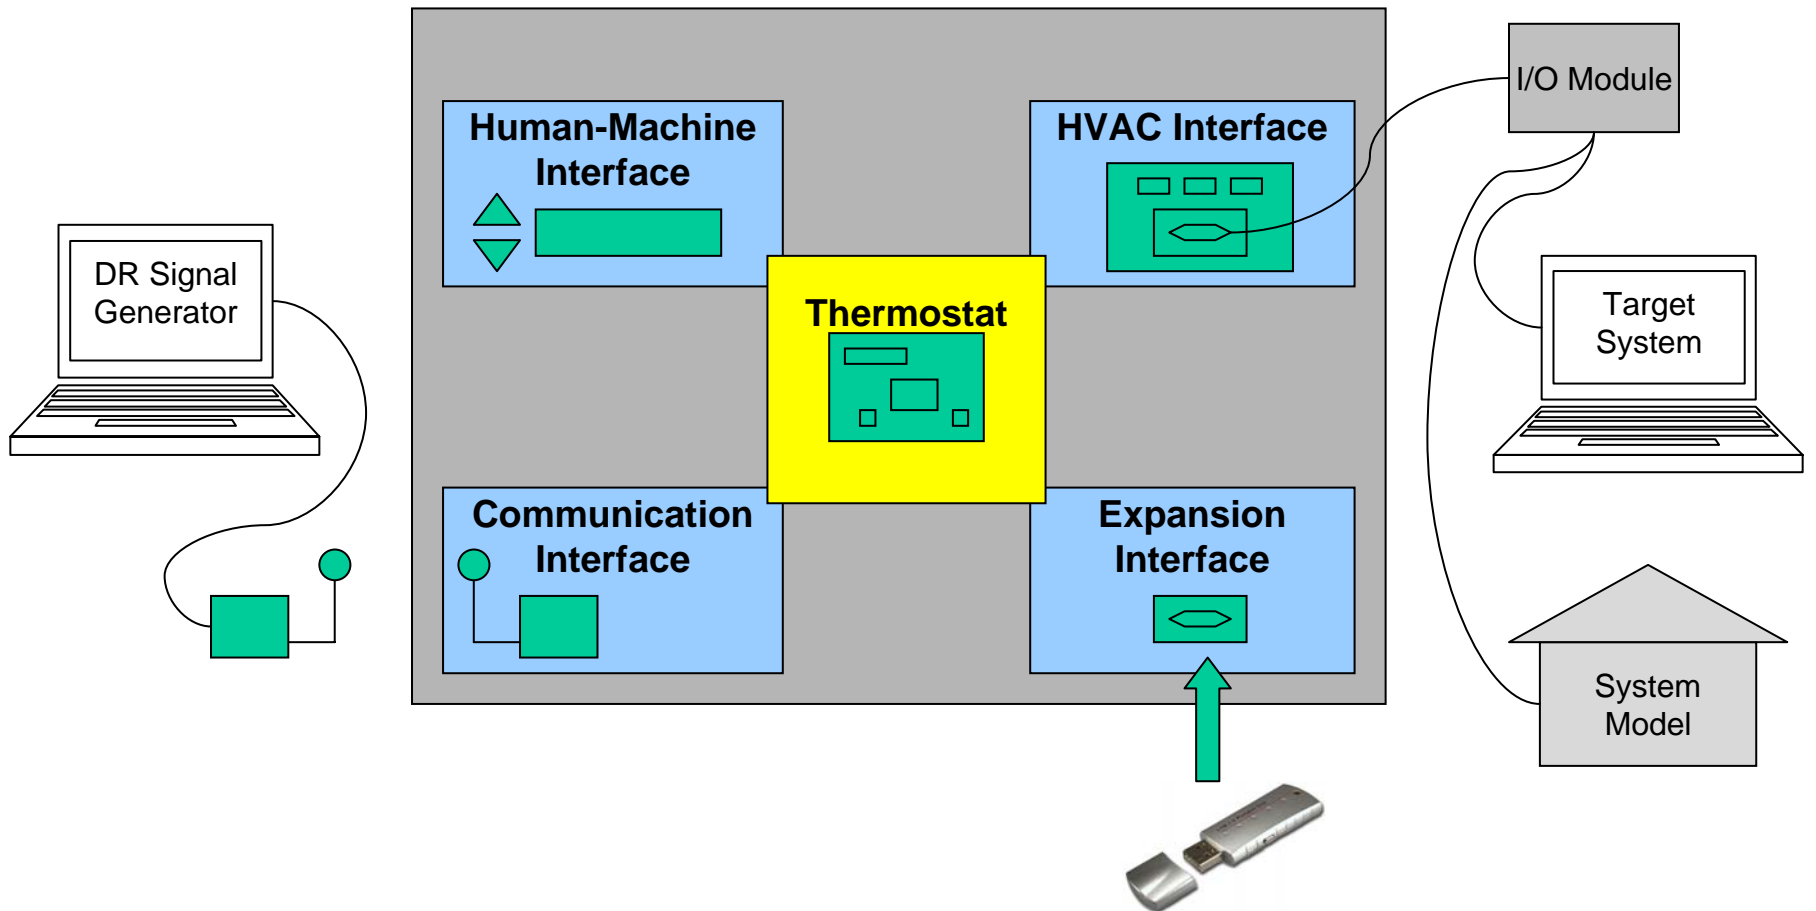 Human-Machine
Interface
HVAC Interface
I/O Module
DR Signal
Generator
Thermostat
Target
System
Communication
Interface
Expansion
Interface
System
Model